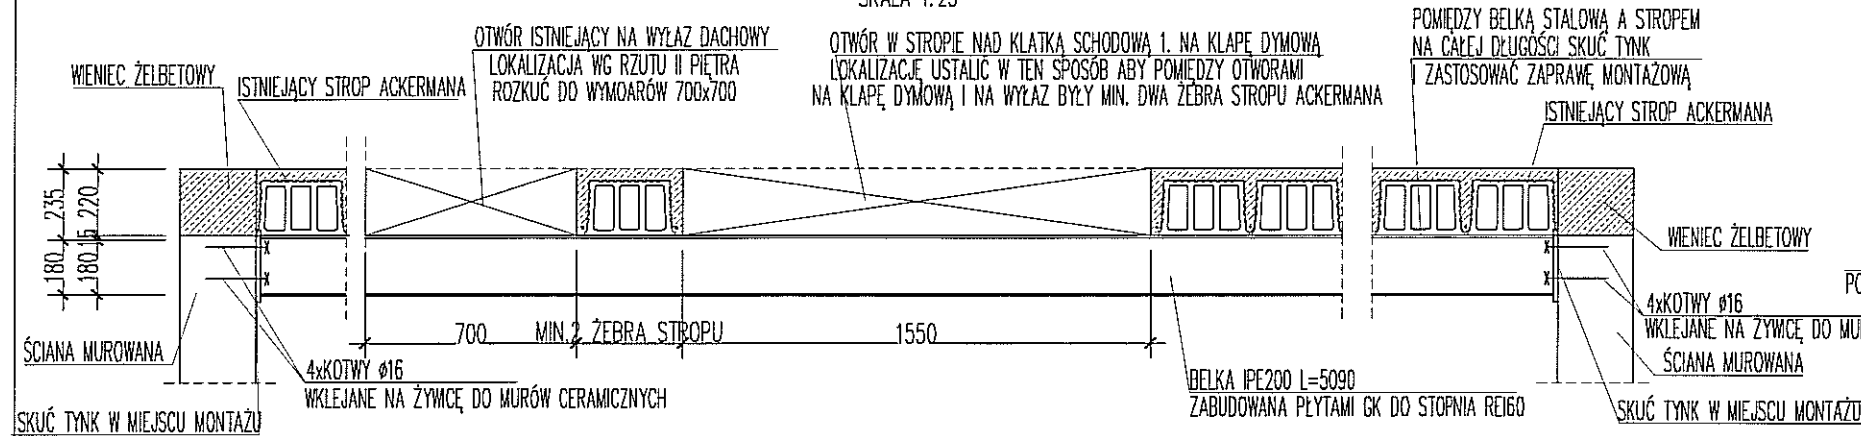 SKALA 1:25
OTWÓR ISTNIEJĄCY NA WYŁAZ DACHOWY
LOKALIZACJA WG RZUTU II PIĘTRA
ROZKUĆ DO WYMOARÓW 700x700
OTWÓR W STROPIE NAD KLATKĄ SCHODOWĄ 1. NA KLAPĘ DYMOWĄ
LOKALIZACJĘ USTALIĆ W TEN SPOSÓB ABY POMIĘDZY OTWORAMI
NA KLAPĘ DYMOWĄ I NA WYŁAZ BYŁY MIN. DWA ŻEBRA STROPU ACKERMANA
POMIĘDZY BELKĄ STALOWĄ A STROPEM
NA CAŁEJ DŁUGOŚCI SKUĆ TYNK
I ZASTOSOWAĆ ZAPRAWĘ MONTAŻOWĄ
WIENIEC ŻELBETOWY
ISTNIEJĄCY STROP ACKERMANA
ISTNIEJĄCY STROP ACKERMANA
235
220
15
180
180
WIENIEC ŻELBETOWY
700
MIN.2 ŻEBRA STROPU
1550
ŚCIANA MUROWANA
4xKOTWY ø16
WKLEJANE NA ŻYWICĘ DO MURÓW CERAMICZNYCH
SKUĆ TYNK W MIEJSCU MONTAŻU
BELKA IPE200 L=5090
ZABUDOWANA PŁYTAMI GK DO STOPNIA REI60
PO
4xKOTWY ø16
WKLEJANE NA ŻYWICĘ DO MU
ŚCIANA MUROWANA
SKUĆ TYNK W MIEJSCU MONTAŻU